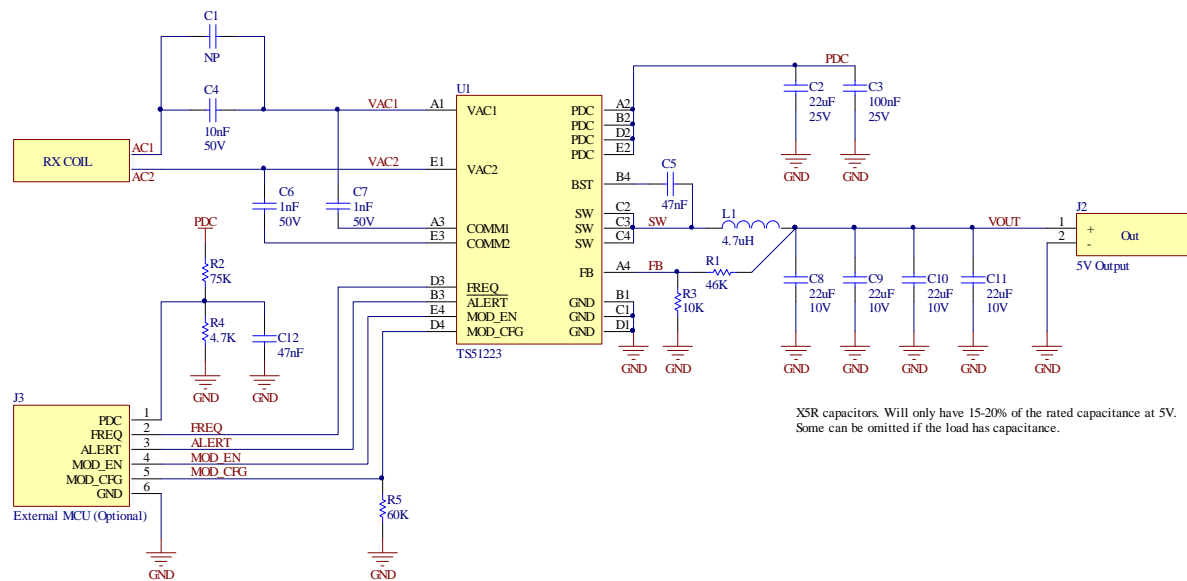 C1
NP
C4
10nF
50V
RX COIL
AC1
AC2
VAC1
VAC2
C6
1nF
50V
C7
1nF
50V
A1
E1
A3
E3
D3
B3
E4
D4
U1
VAC1
VAC2
COMM1
COMM2
FREQ
ALERT
MOD_EN
MOD_CFG
PDC
PDC
PDC
PDC
BST
SW
SW
SW
FB
GND
GND
GND
TS51223
A2
B2
D2
E2
B4
C2
C3
C4
A4
B1
C1
D1
PDC
C2
22uF
25V
C3
100nF
25V
GND
GND
C5
47nF
SW
L1
4.7uH
FB
R1
46K
R3
10K
GND
GND
VOUT
C8
22uF
10V
C9
22uF
10V
C10
22uF
10V
C11
22uF
10V
GND
GND
GND
GND
GND
J2
1
2
+
-
Out
5V Output
PDC
R2
75K
R4
4.7K
C12
47nF
GND
GND
J3
PDC
FREQ
ALERT
MOD_EN
MOD_CFG
GND
1
2
3
4
5
6
FREQ
ALERT
MOD_EN
MOD_CFG
External MCU (Optional)
R5
60K
GND
GND
X5R capacitors. Will only have 15-20% of the rated capacitance at 5V.
Some can be omitted if the load has capacitance.